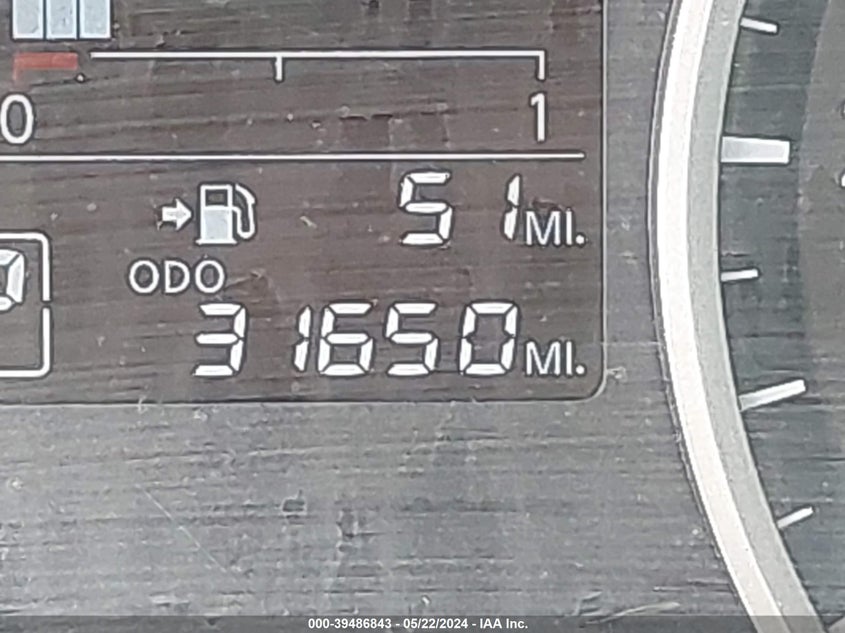 0 1
51 MI.
ODO
31650 MI.
000-39486843 - 05/22/2024 - IAA Inc.